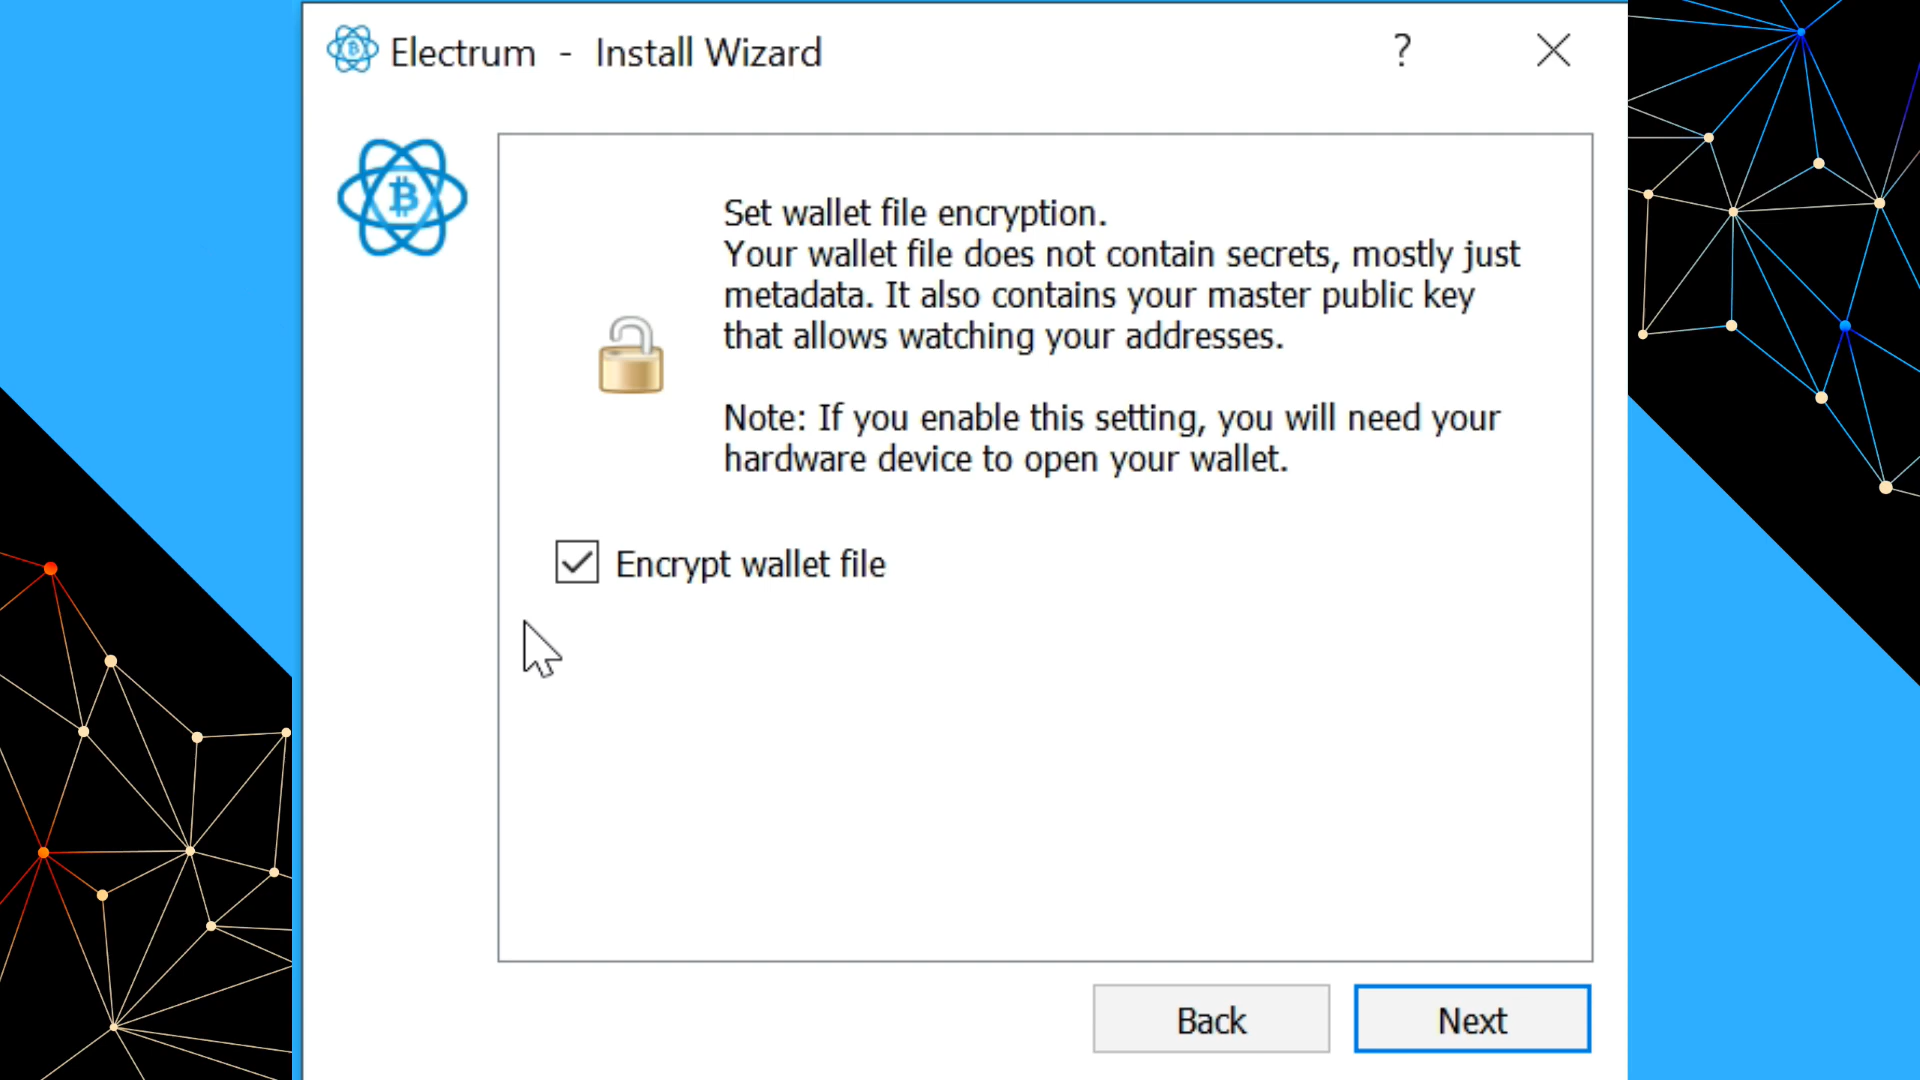 Electrum - Install Wizard
Set wallet file encryption.
Your wallet file does not contain secrets, mostly just
metadata. It also contains your master public key
that allows watching your addresses.
Note: If you enable this setting, you will need your
hardware device to open your wallet.
Encrypt wallet file
Back
Next